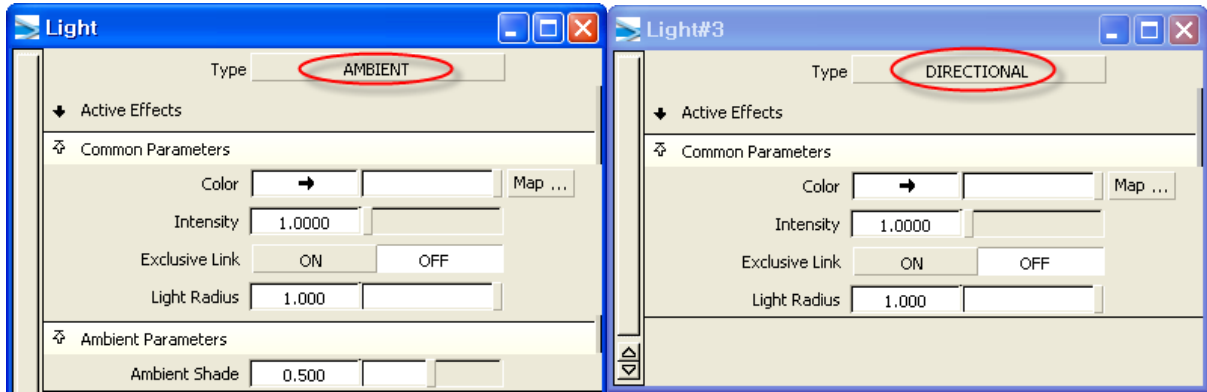 Light
Type AMBIENT
Active Effects
Common Parameters
Color Map ...
Intensity 1.0000
Exclusive Link ON OFF
Light Radius 1.000
Ambient Parameters
Ambient Shade 0.500
Light#3
Type DIRECTIONAL
Active Effects
Common Parameters
Color Map ...
Intensity 1.0000
Exclusive Link ON OFF
Light Radius 1.000